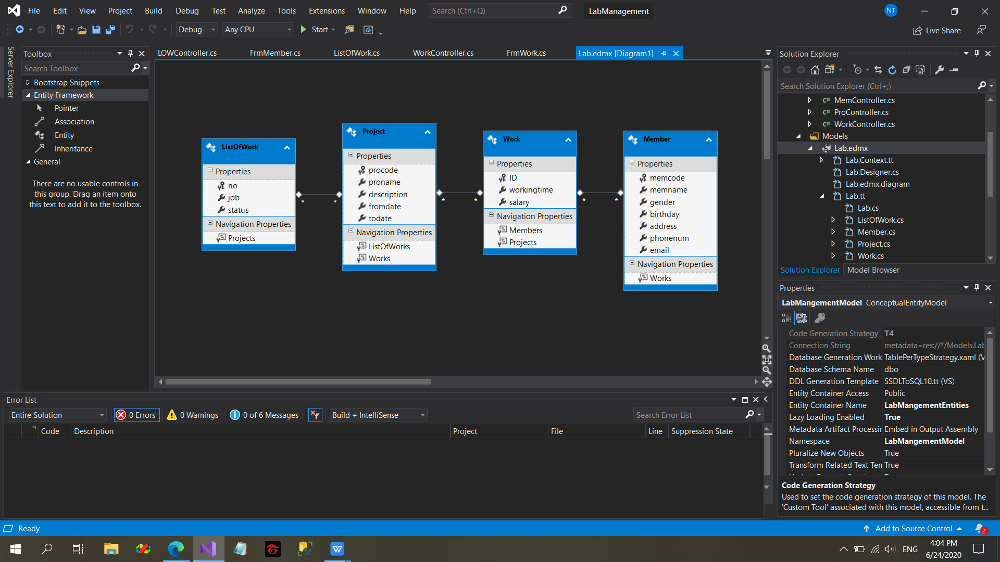 File Edit View Project Build Debug Test Analyze Tools Extensions Window Help Search (Ctrl+Q) LabManagement NT
Debug Any CPU Start Live Share
Server Explorer
Toolbox
Search Toolbox
Bootstrap Snippets
Entity Framework
Pointer
Association
Entity
Inheritance
General
There are no usable controls in
this group. Drag an item onto
this text to add it to the toolbox.
LOWController.cs FrmMember.cs ListOfWork.cs WorkController.cs FrmWork.cs Lab.edmx [Diagram1]
ListOfWork
Properties
no
job
status
Navigation Properties
Projects
*
*
Project
Properties
procode
proname
description
fromdate
todate
Navigation Properties
ListOfWorks
Works
*
*
Work
Properties
ID
workingtime
salary
Navigation Properties
Members
Projects
*
*
Member
Properties
memcode
memname
gender
birthday
address
phonenum
email
Navigation Properties
Works
Solution Explorer
Search Solution Explorer (Ctrl+;)
C# MemController.cs
C# ProController.cs
C# WorkController.cs
Models
Lab.edmx
Lab.Context.tt
Lab.Designer.cs
Lab.edmx.diagram
Lab.tt
Lab.cs
ListOfWork.cs
Member.cs
Project.cs
Work.cs
Solution Explorer Model Browser
Properties
LabMangementModel ConceptualEntityModel
Code Generation Strategy T4
Connection String metadata=res://*/Models.Lab
Database Generation Work TablePerTypeStrategy.xaml (V
Database Schema Name dbo
DDL Generation Template SSDLToSQL10.tt (VS)
Entity Container Access Public
Entity Container Name LabMangementEntities
Lazy Loading Enabled True
Metadata Artifact Processin Embed in Output Assembly
Namespace LabMangementModel
Pluralize New Objects True
Transform Related Text Tem True
Code Generation Strategy
Used to set the code generation strategy of this model. The
'Custom Tool' associated with this model, accessible from t...
Error List
Entire Solution 0 Errors 0 Warnings 0 of 6 Messages Build + IntelliSense Search Error List
Code Description Project File Line Suppression State
Ready Add to Source Control 2
ENG
4:04 PM
6/24/2020